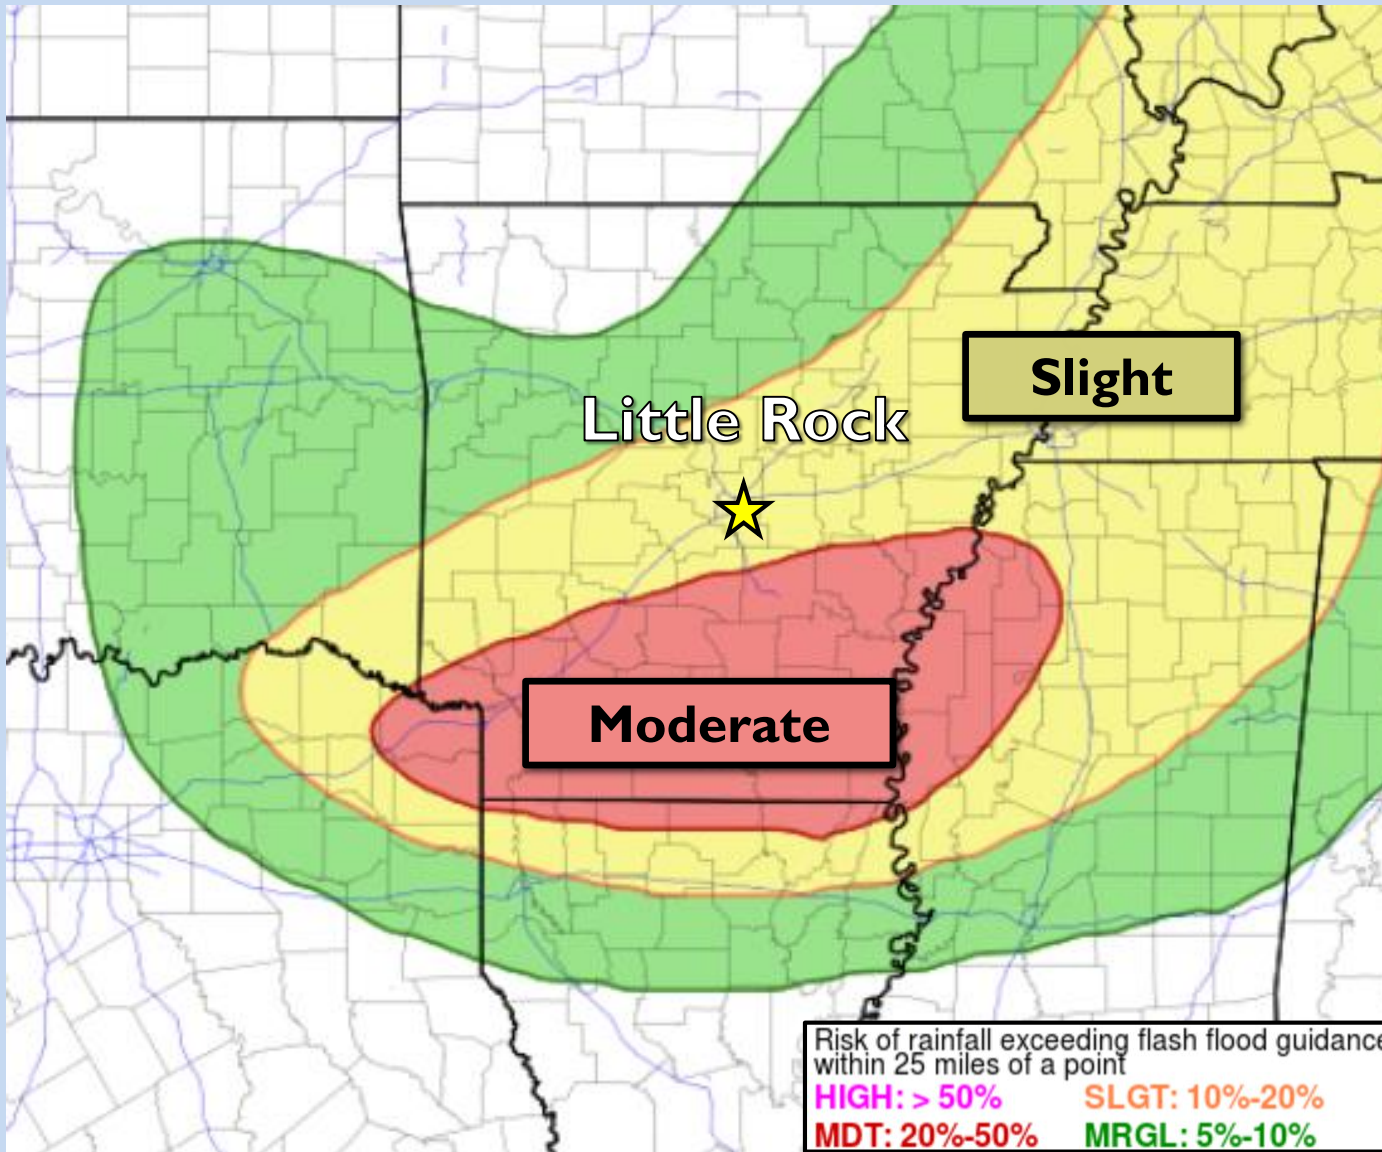 Slight
Little Rock
Moderate
Risk of rainfall exceeding flash flood guidance
within 25 miles of a point
HIGH: > 50% SLGT: 10%-20%
MDT: 20%-50% MRGL: 5%-10%